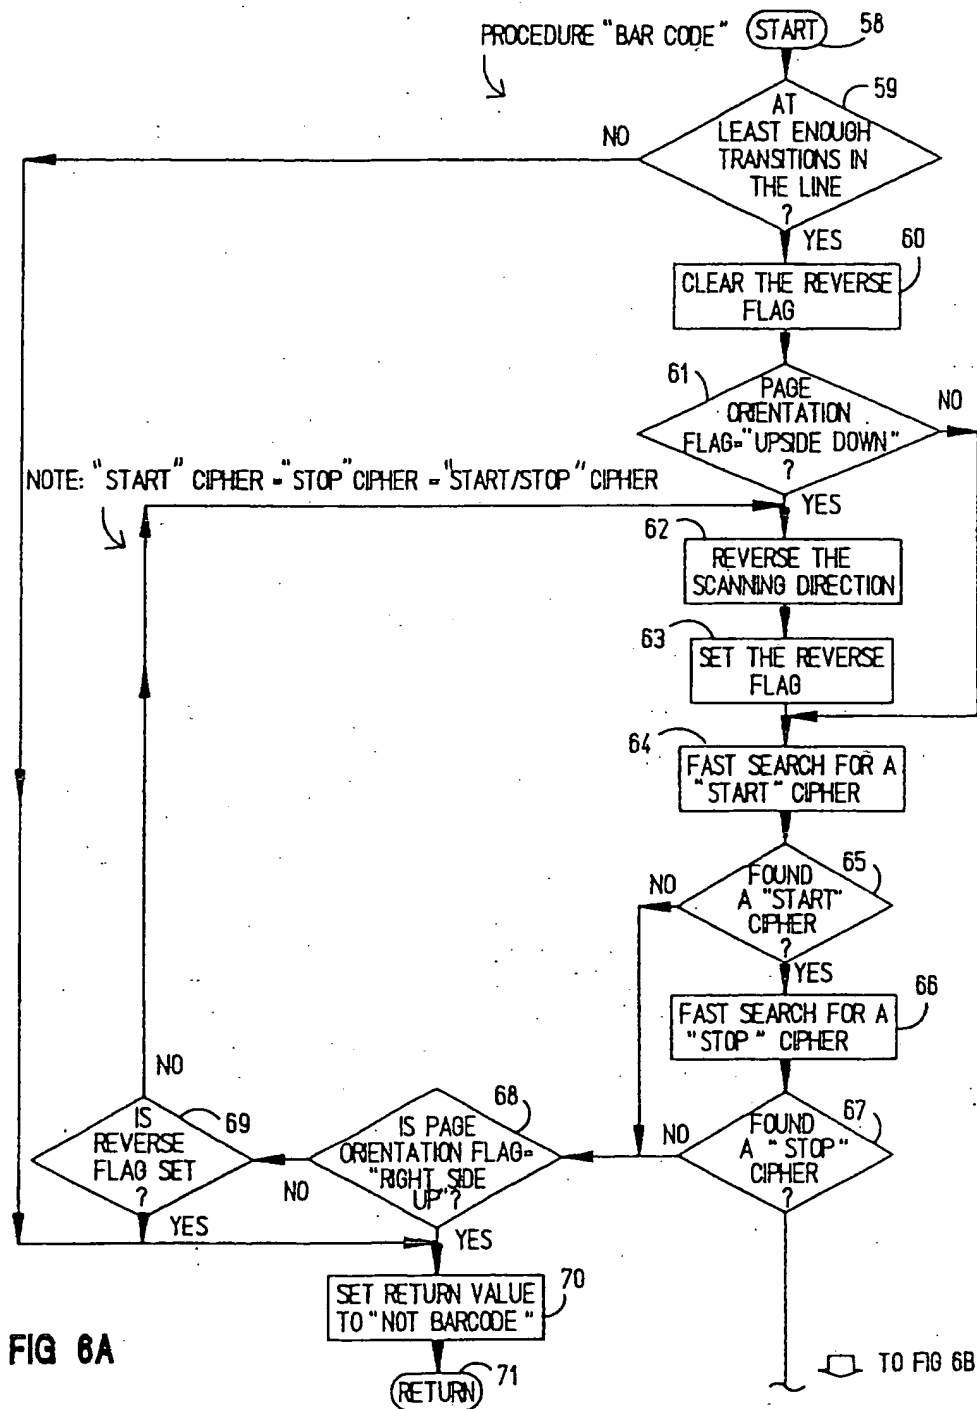 PROCEDURE "BAR CODE"
START
58
AT
LEAST ENOUGH
TRANSITIONS IN
THE LINE
?
59
NO
YES
60
CLEAR THE REVERSE
FLAG
61
PAGE
ORIENTATION
FLAG="UPSIDE DOWN"
?
NO
YES
NOTE: "START" CIPHER = "STOP" CIPHER = "START/STOP" CIPHER
62
REVERSE THE
SCANNING DIRECTION
63
SET THE REVERSE
FLAG
64
FAST SEARCH FOR A
"START" CIPHER
65
FOUND
A "START"
CIPHER
?
NO
YES
66
FAST SEARCH FOR A
"STOP" CIPHER
67
FOUND
A "STOP"
CIPHER
?
NO
68
IS PAGE
ORIENTATION FLAG=
"RIGHT SIDE
UP"?
NO
YES
69
IS
REVERSE
FLAG SET
?
NO
YES
70
SET RETURN VALUE
TO "NOT BARCODE"
71
RETURN
FIG 6A
TO FIG 6B